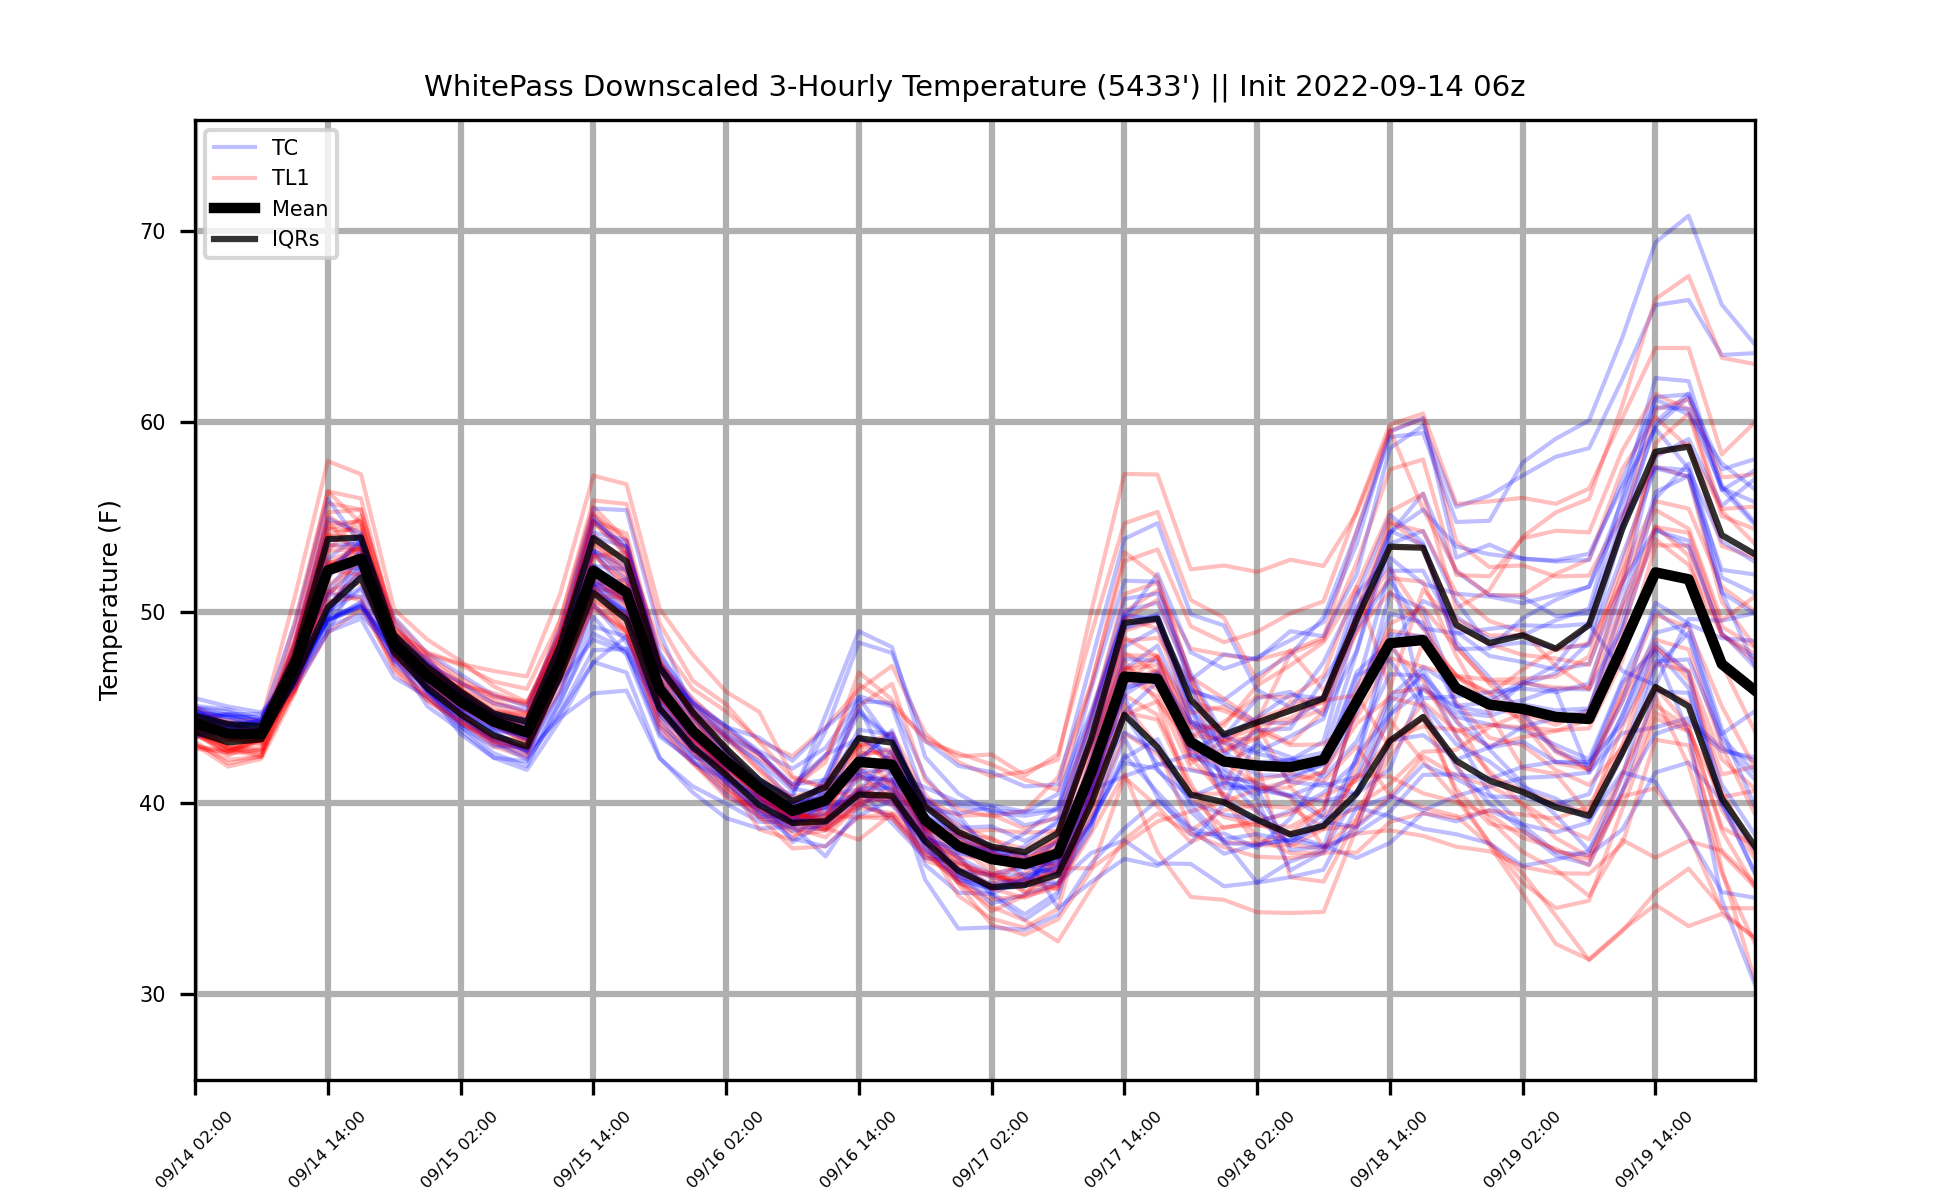 WhitePass Downscaled 3-Hourly Temperature (5433') || Init 2022-09-14 06z
TC
TL1
Mean
IQRs
Temperature (F)
70
60
50
40
30
09/14 02:00
09/14 14:00
09/15 02:00
09/15 14:00
09/16 02:00
09/16 14:00
09/17 02:00
09/17 14:00
09/18 02:00
09/18 14:00
09/19 02:00
09/19 14:00